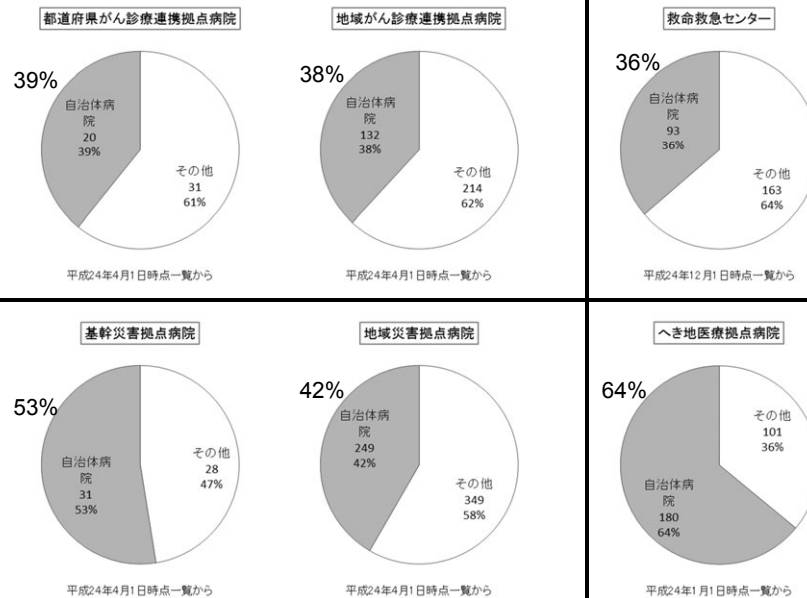 都道府県がん診療連携拠点病院
39%
自治体病
院
20
39%
その他
31
61%
平成24年4月1日時点一覧から
地域がん診療連携拠点病院
38%
自治体病
院
132
38%
その他
214
62%
平成24年4月1日時点一覧から
救命救急センター
36%
自治体病
院
93
36%
その他
163
64%
平成24年12月1日時点一覧から
基幹災害拠点病院
53%
自治体病
院
31
53%
その他
28
47%
平成24年4月1日時点一覧から
地域災害拠点病院
42%
自治体病
院
249
42%
その他
349
58%
平成24年4月1日時点一覧から
へき地医療拠点病院
64%
その他
101
36%
自治体病
院
180
64%
平成24年1月1日時点一覧から